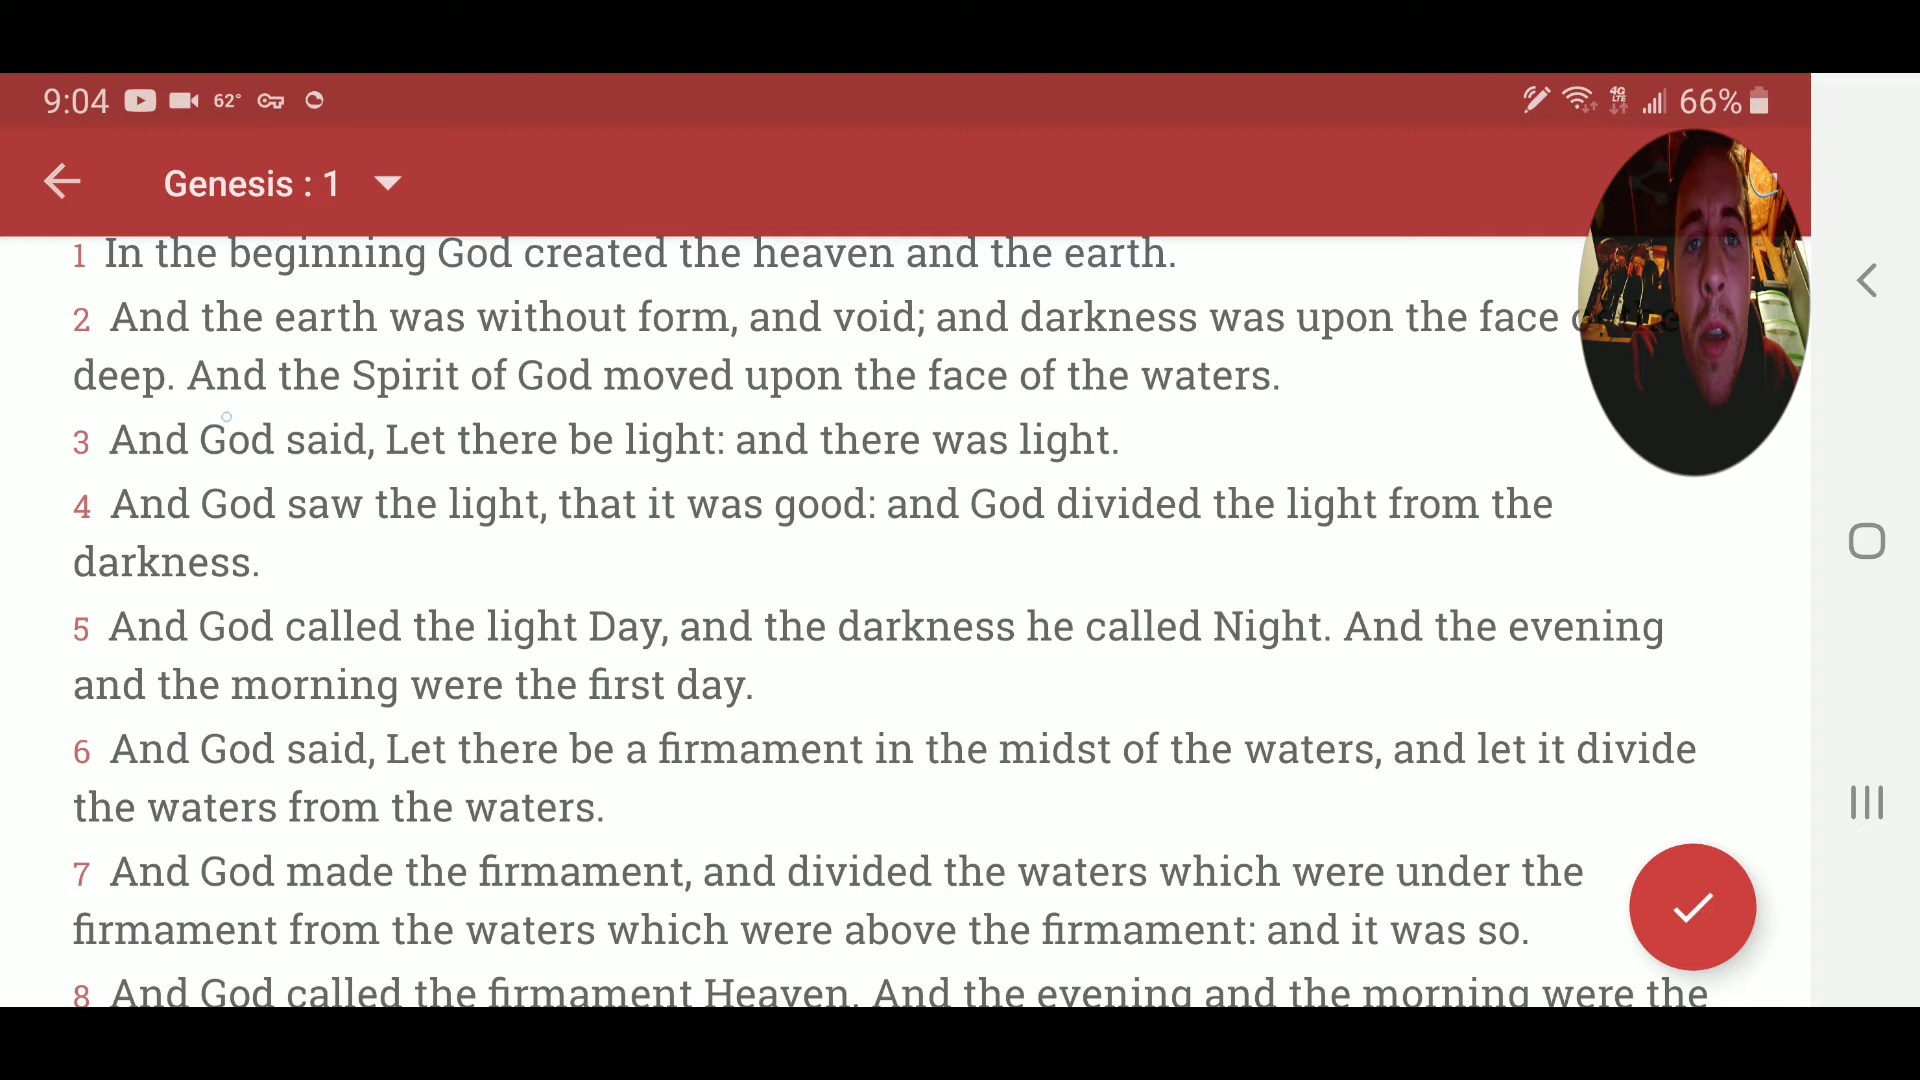 9:04 62° 4G LTE 66%
Genesis : 1
1 In the beginning God created the heaven and the earth.
2 And the earth was without form, and void; and darkness was upon the face of the
deep. And the Spirit of God moved upon the face of the waters.
3 And God said, Let there be light: and there was light.
4 And God saw the light, that it was good: and God divided the light from the
darkness.
5 And God called the light Day, and the darkness he called Night. And the evening
and the morning were the first day.
6 And God said, Let there be a firmament in the midst of the waters, and let it divide
the waters from the waters.
7 And God made the firmament, and divided the waters which were under the
firmament from the waters which were above the firmament: and it was so.
8 And God called the firmament Heaven. And the evening and the morning were the